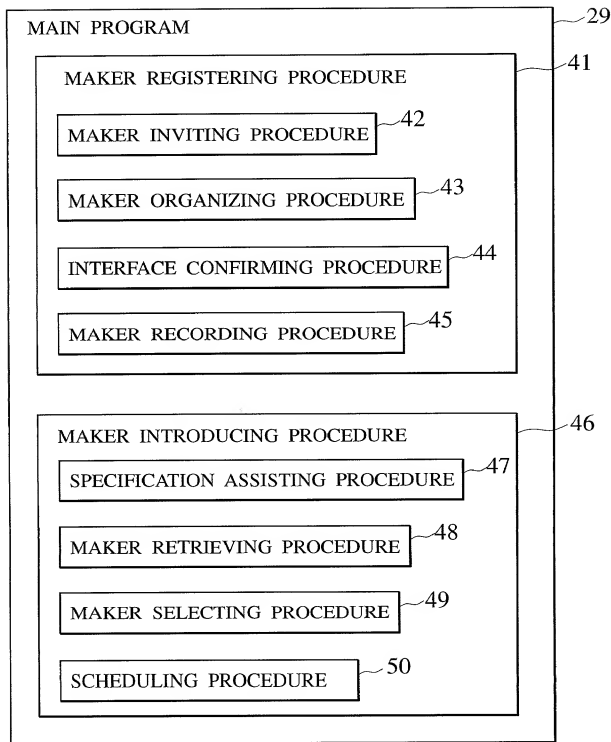 MAIN PROGRAM 29
MAKER REGISTERING PROCEDURE 41
MAKER INVITING PROCEDURE 42
MAKER ORGANIZING PROCEDURE 43
INTERFACE CONFIRMING PROCEDURE 44
MAKER RECORDING PROCEDURE 45
MAKER INTRODUCING PROCEDURE 46
SPECIFICATION ASSISTING PROCEDURE 47
MAKER RETRIEVING PROCEDURE 48
MAKER SELECTING PROCEDURE 49
SCHEDULING PROCEDURE 50